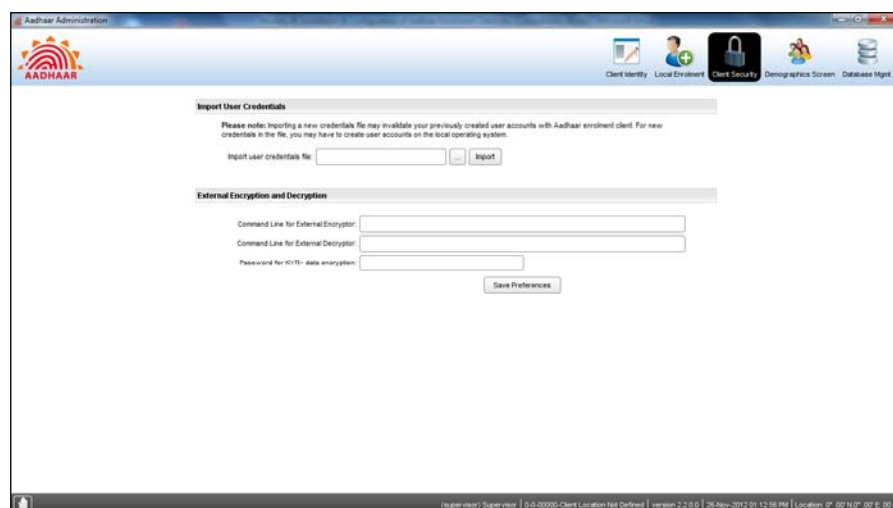 Aadhaar Administration
AADHAAR
Client Identity
Local Enrolment
Client Security
Demographics Screen
Database Mgmt.
Import User Credentials
Please note: Importing a new credentials file may invalidate your previously created user accounts with Aadhaar enrolment client. For new
credentials in the file, you may have to create user accounts on the local operating system.
Import user credentials file:
...
Import
External Encryption and Decryption
Command Line for External Encryptor:
Command Line for External Decryptor:
Password for KYR+ data encryption:
Save Preferences
(supervisor) Supervisor | 0-0-00000-Client Location Not Defined | version 2.2.0.0 | 26-Nov-2012 01:12:56 PM | Location: 0° .00' N,0° .00' E .00